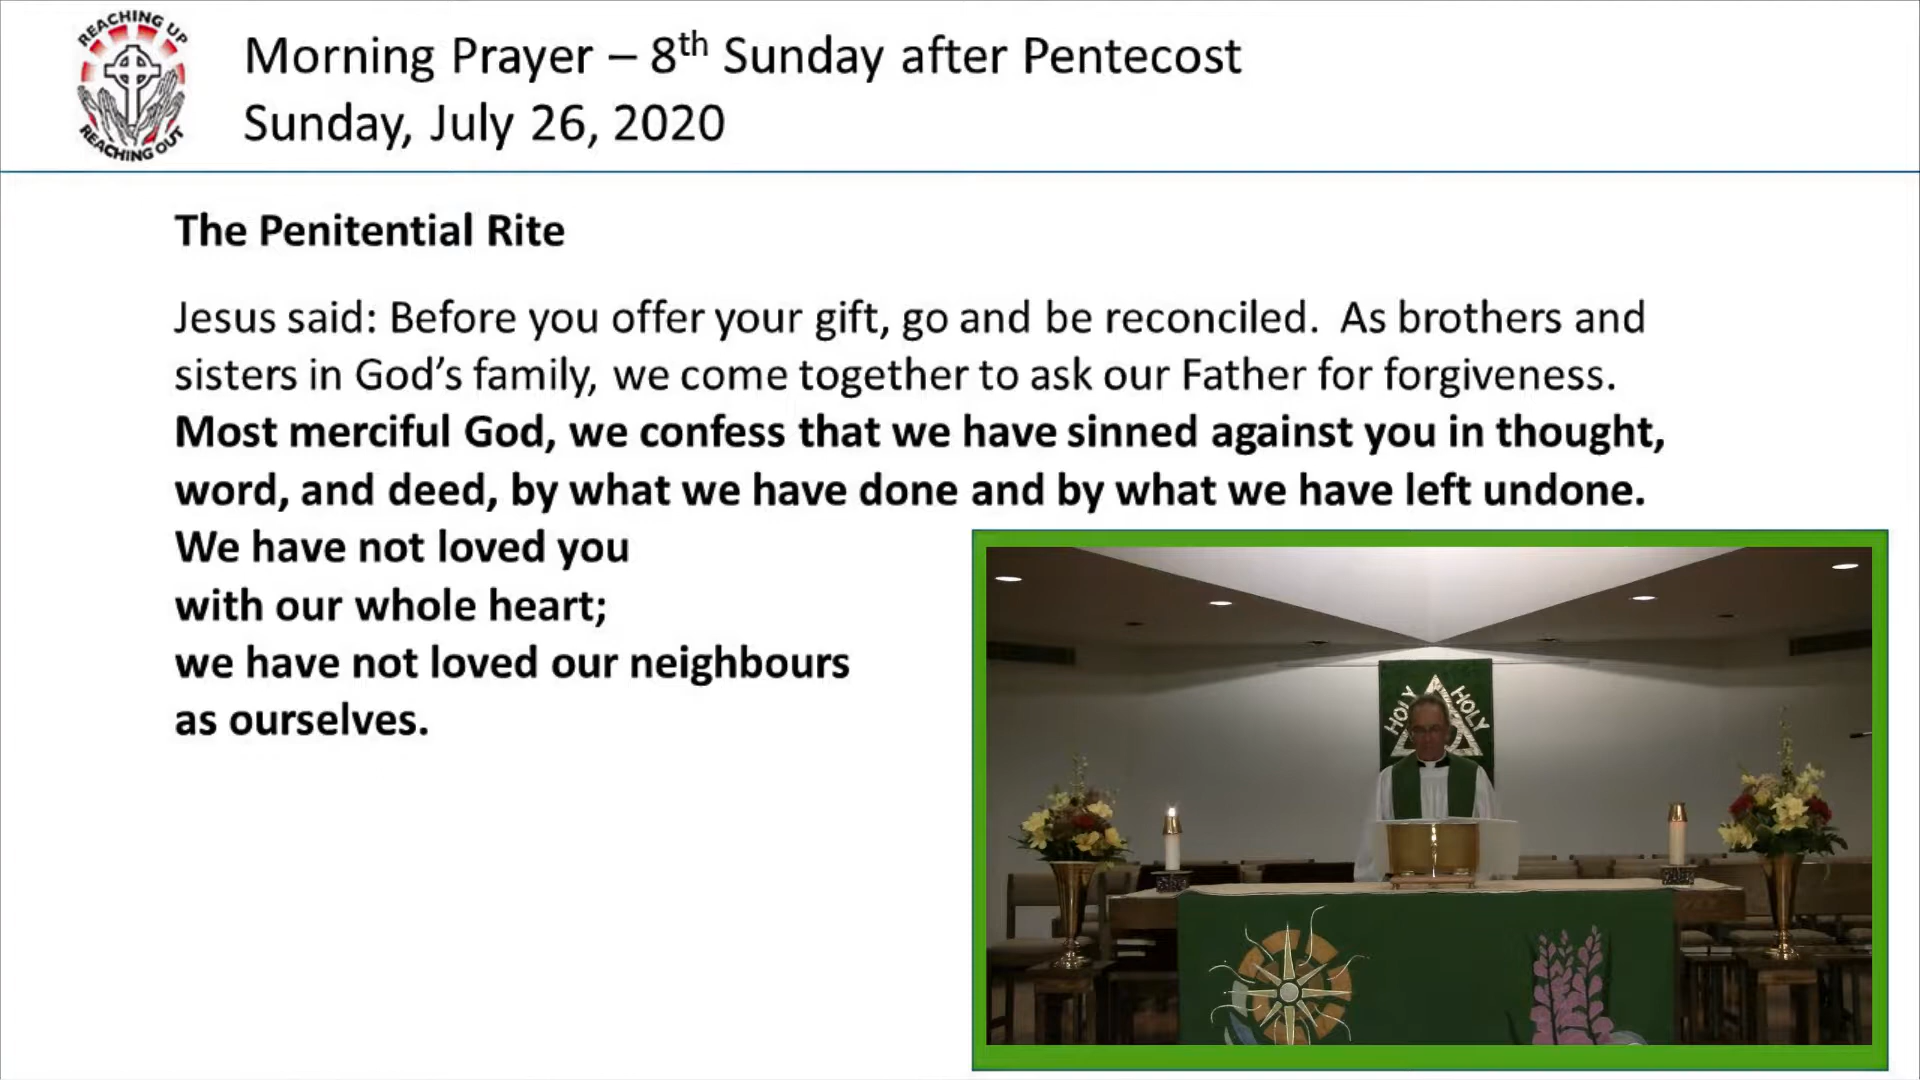 REACHING UP
REACHING OUT
Morning Prayer – 8th Sunday after Pentecost
Sunday, July 26, 2020
The Penitential Rite
Jesus said: Before you offer your gift, go and be reconciled.  As brothers and
sisters in God’s family, we come together to ask our Father for forgiveness.
Most merciful God, we confess that we have sinned against you in thought,
word, and deed, by what we have done and by what we have left undone.
We have not loved you
with our whole heart;
we have not loved our neighbours
as ourselves.
HOLY HOLY